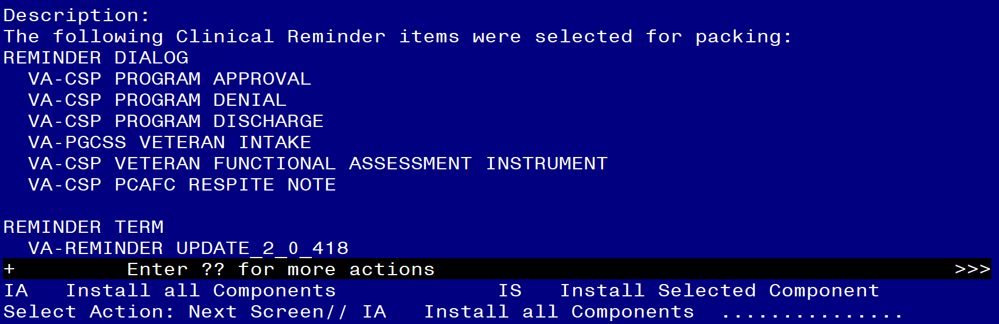 Description:
The following Clinical Reminder items were selected for packing:
REMINDER DIALOG
  VA-CSP PROGRAM APPROVAL
  VA-CSP PROGRAM DENIAL
  VA-CSP PROGRAM DISCHARGE
  VA-PGCSS VETERAN INTAKE
  VA-CSP VETERAN FUNCTIONAL ASSESSMENT INSTRUMENT
  VA-CSP PCAFC RESPITE NOTE

REMINDER TERM
  VA-REMINDER UPDATE_2_0_418
+         Enter ?? for more actions                                          >>>
IA   Install all Components             IS   Install Selected Component
Select Action: Next Screen// IA   Install all Components  ...............